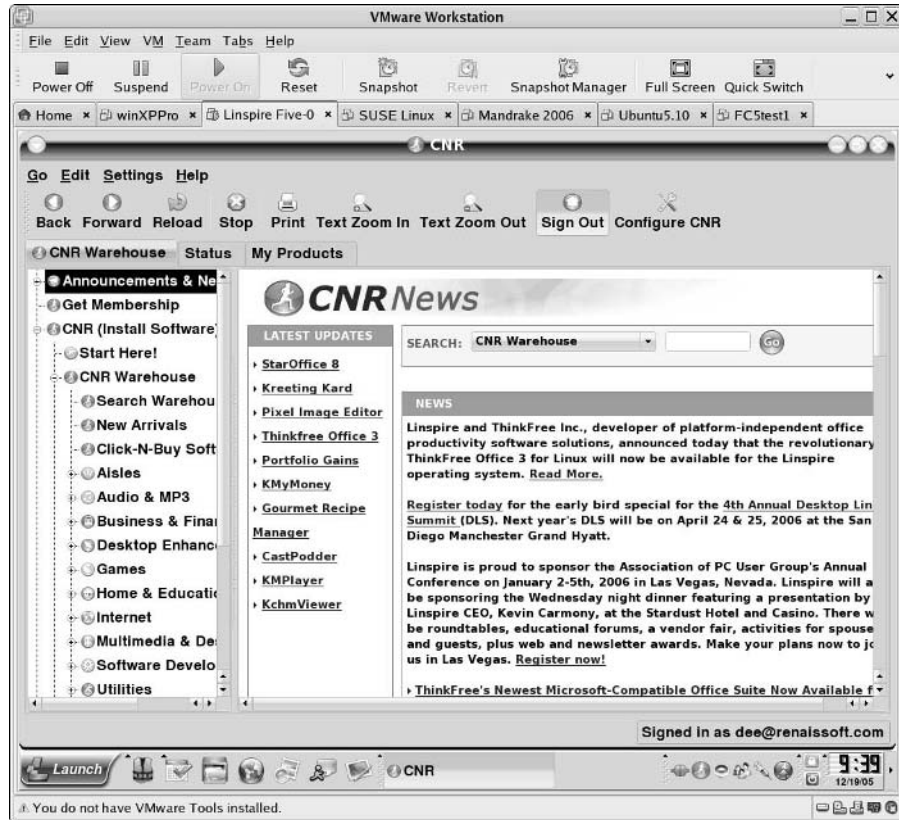 VMware Workstation
File Edit View VM Team Tabs Help
Power Off Suspend Power On Reset Snapshot Revert Snapshot Manager Full Screen Quick Switch
Home winXPPro Linspire Five-0 SUSE Linux Mandrake 2006 Ubuntu5.10 FC5test1
CNR
Go Edit Settings Help
Back Forward Reload Stop Print Text Zoom In Text Zoom Out Sign Out Configure CNR
CNR Warehouse Status My Products
Announcements & Ne
Get Membership
CNR (Install Software)
Start Here!
CNR Warehouse
Search Warehou
New Arrivals
Click-N-Buy Soft
Aisles
Audio & MP3
Business & Finan
Desktop Enhanc
Games
Home & Educatio
Internet
Multimedia & De
Software Develo
Utilities
CNR News
LATEST UPDATES
StarOffice 8
Kreeting Kard
Pixel Image Editor
Thinkfree Office 3
Portfolio Gains
KMyMoney
Gourmet Recipe
Manager
CastPodder
KMPlayer
KchmViewer
SEARCH: CNR Warehouse Go
NEWS
Linspire and ThinkFree Inc., developer of platform-independent office
productivity software solutions, announced today that the revolutionary
ThinkFree Office 3 for Linux will now be available for the Linspire
operating system. Read More.
Register today for the early bird special for the 4th Annual Desktop Lin
Summit (DLS). Next year's DLS will be on April 24 & 25, 2006 at the San
Diego Manchester Grand Hyatt.
Linspire is proud to sponsor the Association of PC User Group's Annual
Conference on January 2-5th, 2006 in Las Vegas, Nevada. Linspire will a
be sponsoring the Wednesday night dinner featuring a presentation by
Linspire CEO, Kevin Carmony, at the Stardust Hotel and Casino. There w
be roundtables, educational forums, a vendor fair, activities for spouse
and guests, plus web and newsletter awards. Make your plans now to jo
us in Las Vegas. Register now!
ThinkFree's Newest Microsoft-Compatible Office Suite Now Available f
Signed in as dee@renaissoft.com
Launch CNR 9:39
12/19/05
You do not have VMware Tools installed.